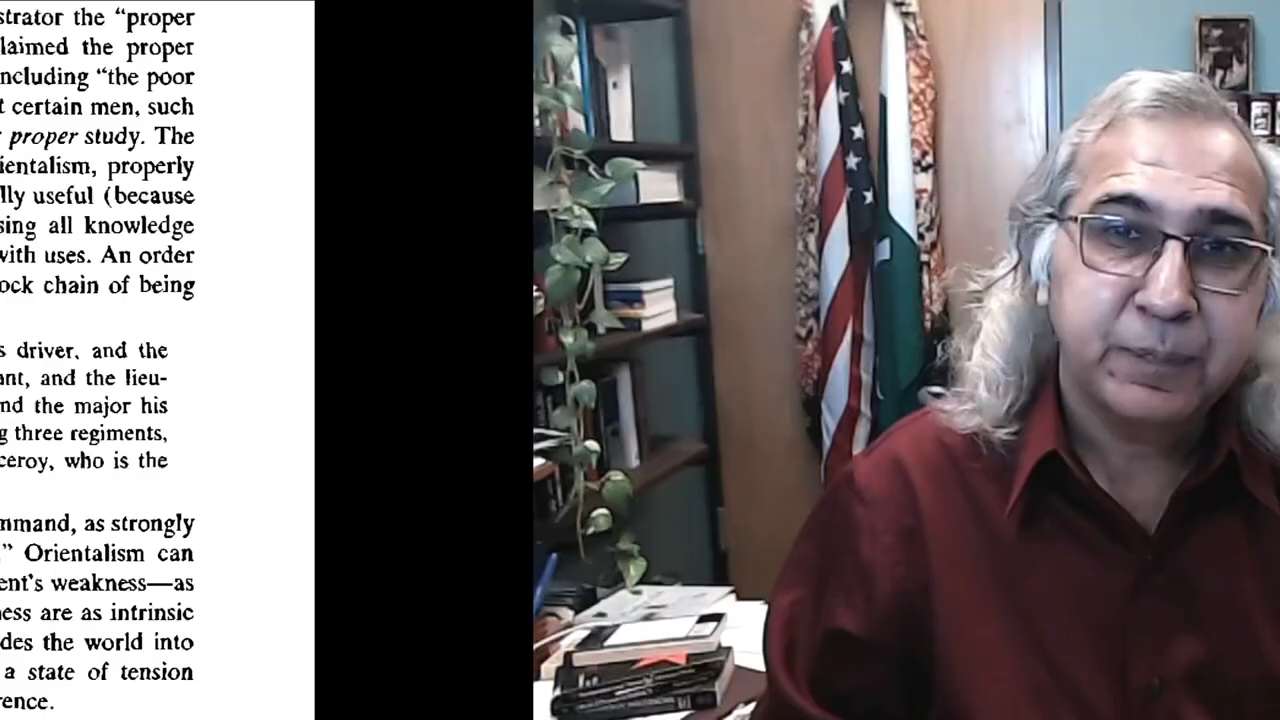 strator the “proper
laimed the proper
ncluding “the poor
t certain men, such
proper study. The
ientalism, properly
lly useful (because
sing all knowledge
with uses. An order
ock chain of being
s driver, and the
ant, and the lieu-
nd the major his
g three regiments,
ceroy, who is the
mmand, as strongly
.” Orientalism can
ent's weakness—as
ness are as intrinsic
des the world into
a state of tension
rence.